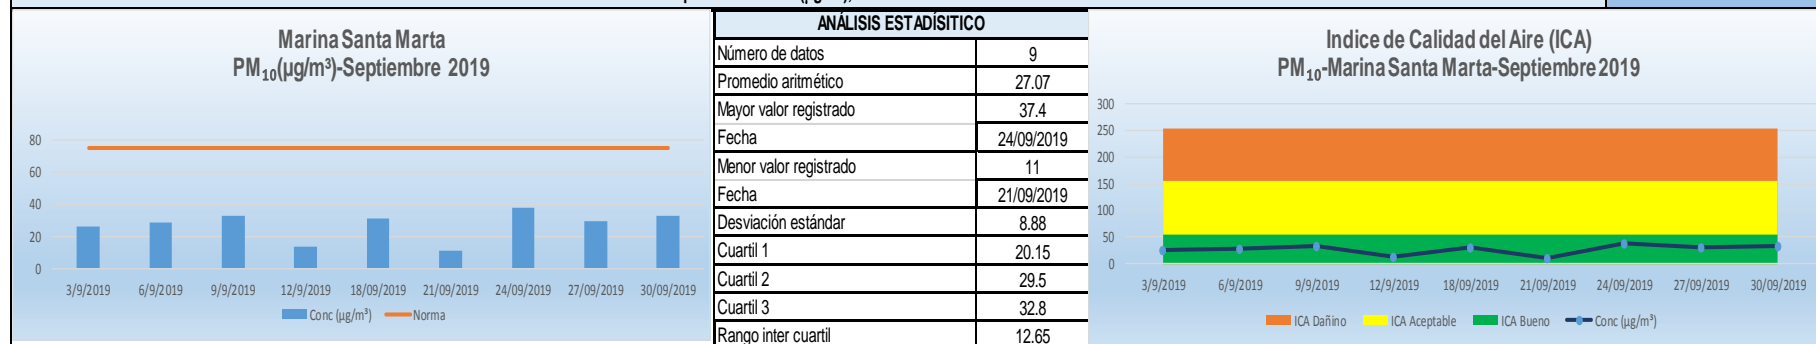 Marina Santa Marta
PM₁₀(µg/m³)-Septiembre 2019
80
60
40
20
0
3/9/2019 6/9/2019 9/9/2019 12/9/2019 18/09/2019 21/09/2019 24/09/2019 27/09/2019 30/09/2019
Conc (µg/m³) Norma
ANÁLISIS ESTADÍSITICO
Número de datos 9
Promedio aritmético 27.07
Mayor valor registrado 37.4
Fecha 24/09/2019
Menor valor registrado 11
Fecha 21/09/2019
Desviación estándar 8.88
Cuartil 1 20.15
Cuartil 2 29.5
Cuartil 3 32.8
Rango inter cuartil 12.65
Indice de Calidad del Aire (ICA)
PM₁₀-Marina Santa Marta-Septiembre 2019
300
250
200
150
100
50
0
3/9/2019 6/9/2019 9/9/2019 12/9/2019 18/09/2019 21/09/2019 24/09/2019 27/09/2019 30/09/2019
ICA Dañino ICA Aceptable ICA Bueno Conc (µg/m³)